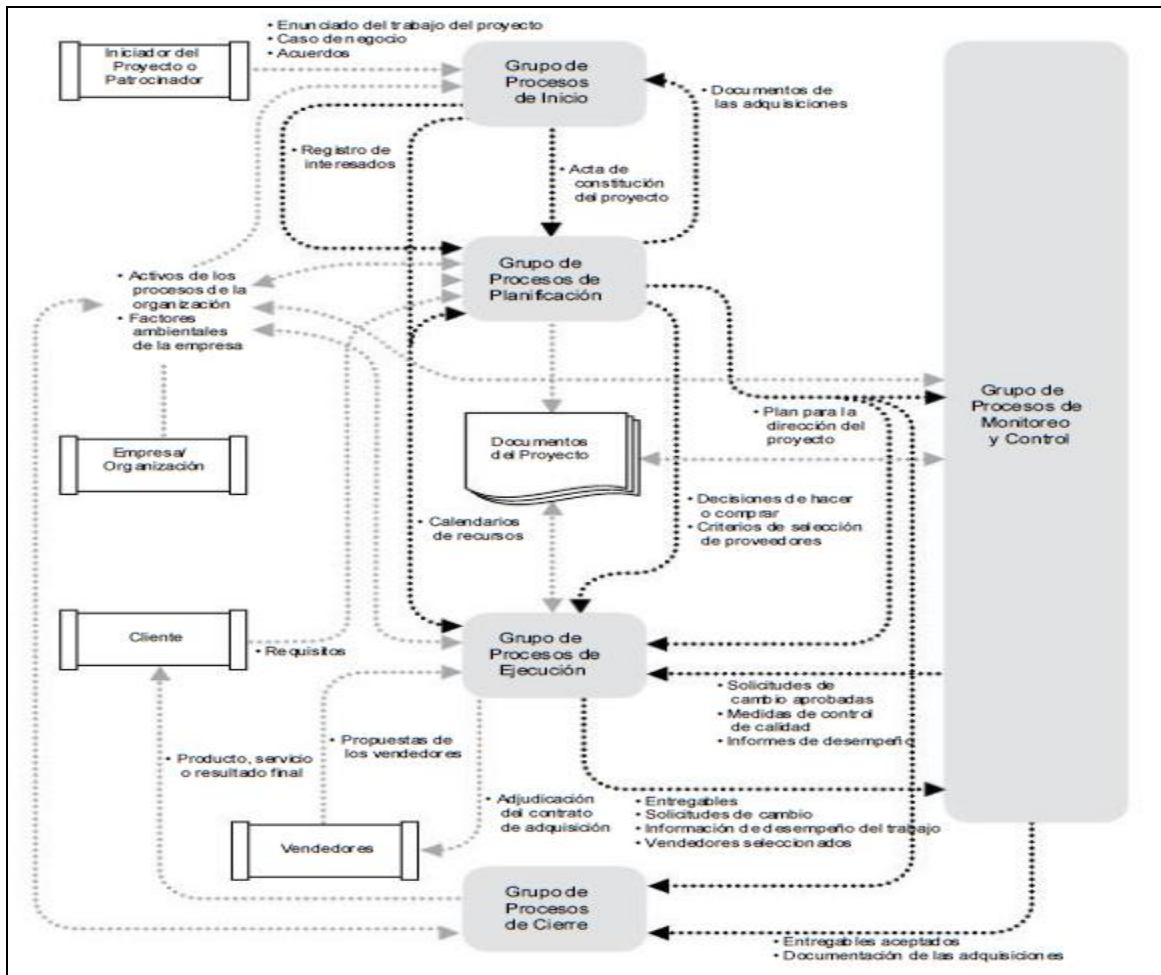 • Enunciado del trabajo del proyecto
• Caso de negocio
• Acuerdos
Iniciador del
Proyecto o
Patrocinador
Grupo de
Procesos
de Inicio
• Documentos de
las adquisiciones
• Registro de
interesados
• Acta de
constitución
del proyecto
Grupo de
Procesos de
Planificación
• Activos de los
procesos de la
organización
• Factores
ambientales
de la empresa
Grupo de
Procesos de
Monitoreo
y Control
• Plan para la
dirección del
proyecto
Empresa/
Organización
Documentos
del Proyecto
• Decisiones de hacer
o comprar
• Criterios de selección
de proveedores
• Calendarios
de recursos
Cliente
• Requisitos
Grupo de
Procesos de
Ejecución
• Solicitudes de
cambio aprobadas
• Medidas de control
de calidad
• Informes de desempeño
• Propuestas de
los vendedores
• Producto, servicio
o resultado final
• Adjudicación
del contrato
de adquisición
• Entregables
• Solicitudes de cambio
• Información de desempeño del trabajo
• Vendedores seleccionados
Vendedores
Grupo de
Procesos
de Cierre
• Entregables aceptados
• Documentación de las adquisiciones